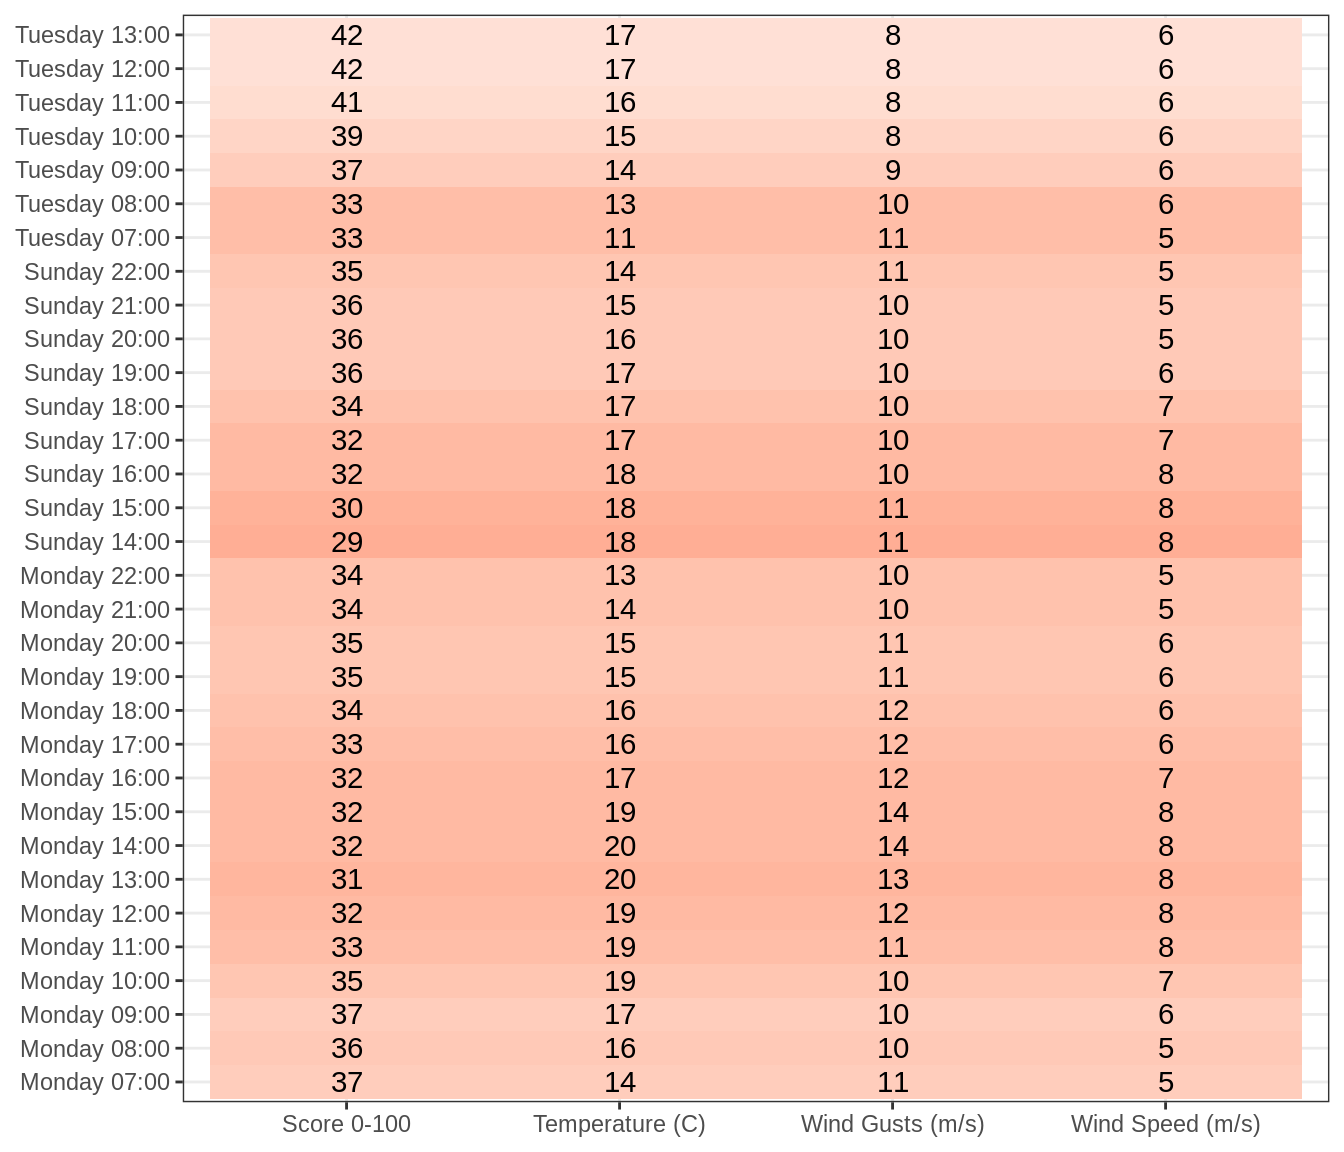 Tuesday 13:00 42 17 8 6
Tuesday 12:00 42 17 8 6
Tuesday 11:00 41 16 8 6
Tuesday 10:00 39 15 8 6
Tuesday 09:00 37 14 9 6
Tuesday 08:00 33 13 10 6
Tuesday 07:00 33 11 11 5
Sunday 22:00 35 14 11 5
Sunday 21:00 36 15 10 5
Sunday 20:00 36 16 10 5
Sunday 19:00 36 17 10 6
Sunday 18:00 34 17 10 7
Sunday 17:00 32 17 10 7
Sunday 16:00 32 18 10 8
Sunday 15:00 30 18 11 8
Sunday 14:00 29 18 11 8
Monday 22:00 34 13 10 5
Monday 21:00 34 14 10 5
Monday 20:00 35 15 11 6
Monday 19:00 35 15 11 6
Monday 18:00 34 16 12 6
Monday 17:00 33 16 12 6
Monday 16:00 32 17 12 7
Monday 15:00 32 19 14 8
Monday 14:00 32 20 14 8
Monday 13:00 31 20 13 8
Monday 12:00 32 19 12 8
Monday 11:00 33 19 11 8
Monday 10:00 35 19 10 7
Monday 09:00 37 17 10 6
Monday 08:00 36 16 10 5
Monday 07:00 37 14 11 5
Score 0-100 Temperature (C) Wind Gusts (m/s) Wind Speed (m/s)